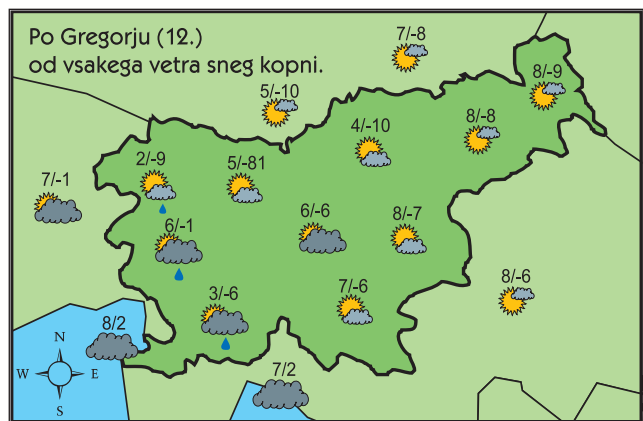 Po Gregorju (12.)
od vsakega vetra sneg kopni.
7/-8
8/-9
5/-10
8/-8
4/-10
2/-9
5/-81
7/-1
6/-1
6/-6
8/-7
8/-6
3/-6
7/-6
8/2
7/2
N
W
E
S